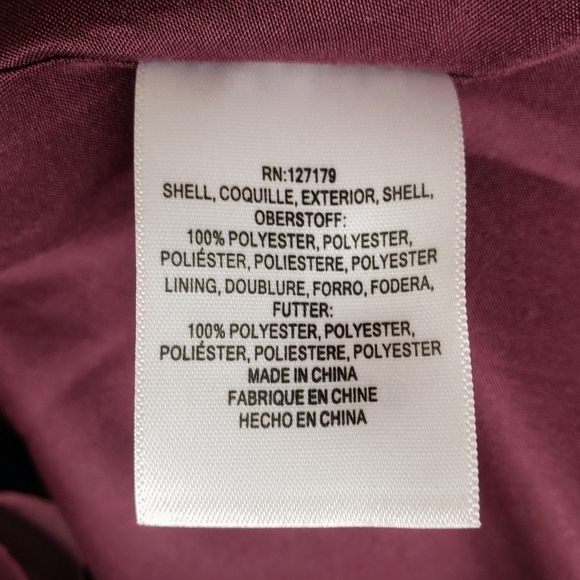 RN:127179
SHELL, COQUILLE, EXTERIOR, SHELL,
OBERSTOFF:
100% POLYESTER, POLYESTER,
POLIÉSTER, POLIESTERE, POLYESTER
LINING, DOUBLURE, FORRO, FODERA,
FUTTER:
100% POLYESTER, POLYESTER,
POLIÉSTER, POLIESTERE, POLYESTER
MADE IN CHINA
FABRIQUE EN CHINE
HECHO EN CHINA